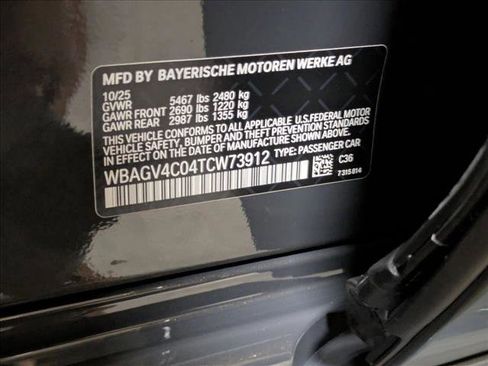 MFD BY BAYERISCHE MOTOREN WERKE AG
10/25
GVWR 5467 lbs 2480 kg
GAWR FRONT 2690 lbs 1220 kg
GAWR REAR 2987 lbs 1355 kg
THIS VEHICLE CONFORMS TO ALL APPLICABLE U.S.FEDERAL MOTOR
VEHICLE SAFETY, BUMPER AND THEFT PREVENTION STANDARDS IN
EFFECT ON THE DATE OF MANUFACTURE SHOWN ABOVE.
WBAGV4C04TCW73912 TYPE: PASSENGER CAR
C36
7315014